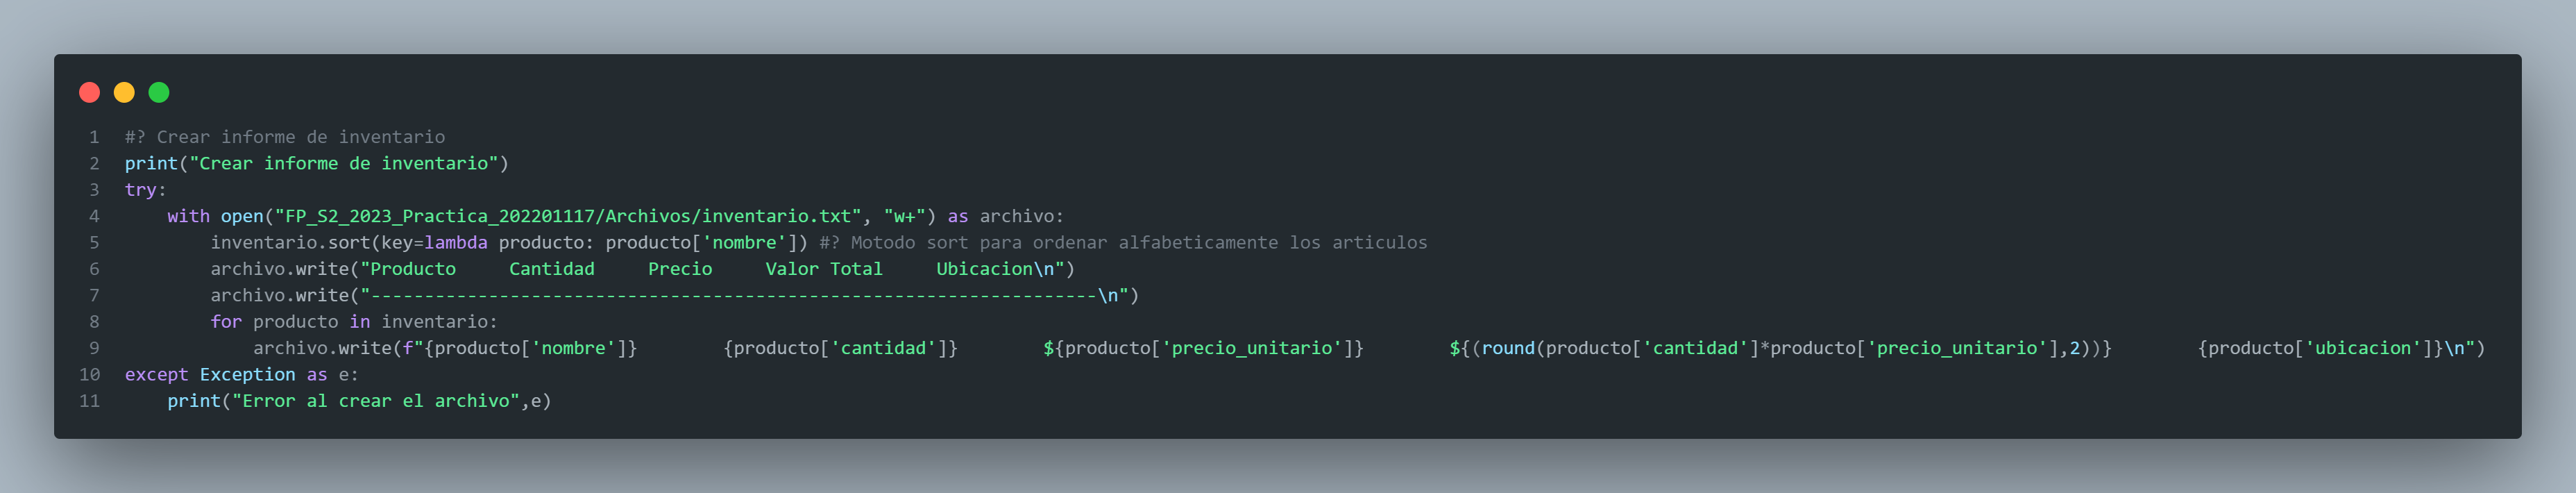 1 #? Crear informe de inventario
2 print("Crear informe de inventario")
3 try:
4     with open("FP_S2_2023_Practica_202201117/Archivos/inventario.txt", "w+") as archivo:
5         inventario.sort(key=lambda producto: producto['nombre']) #? Motodo sort para ordenar alfabeticamente los articulos
6         archivo.write("Producto     Cantidad     Precio     Valor Total     Ubicacion\n")
7         archivo.write("--------------------------------------------------------------------\n")
8         for producto in inventario:
9             archivo.write(f"{producto['nombre']}        {producto['cantidad']}        ${producto['precio_unitario']}        ${(round(producto['cantidad']*producto['precio_unitario'],2))}        {producto['ubicacion']}\n")
10 except Exception as e:
11     print("Error al crear el archivo",e)